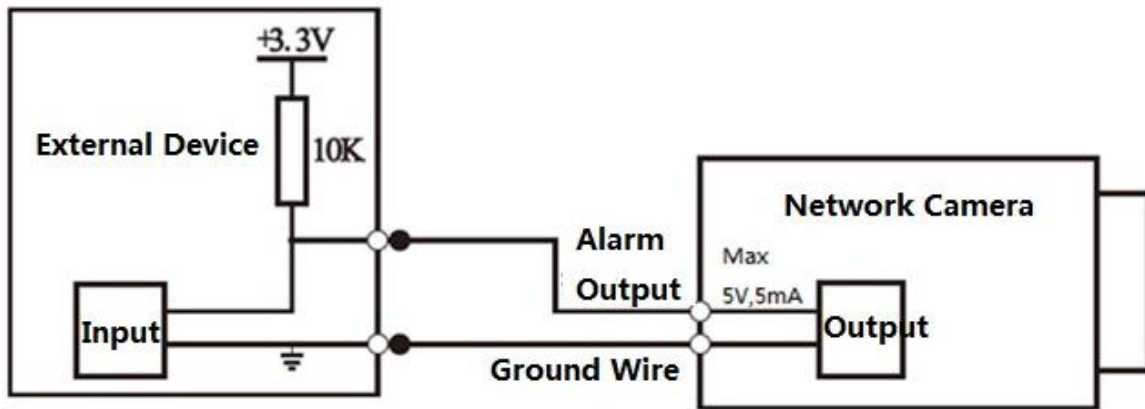 +3.3V
External Device
10K
Network Camera
Alarm
Output
Max
5V,5mA
Input
Output
Ground Wire